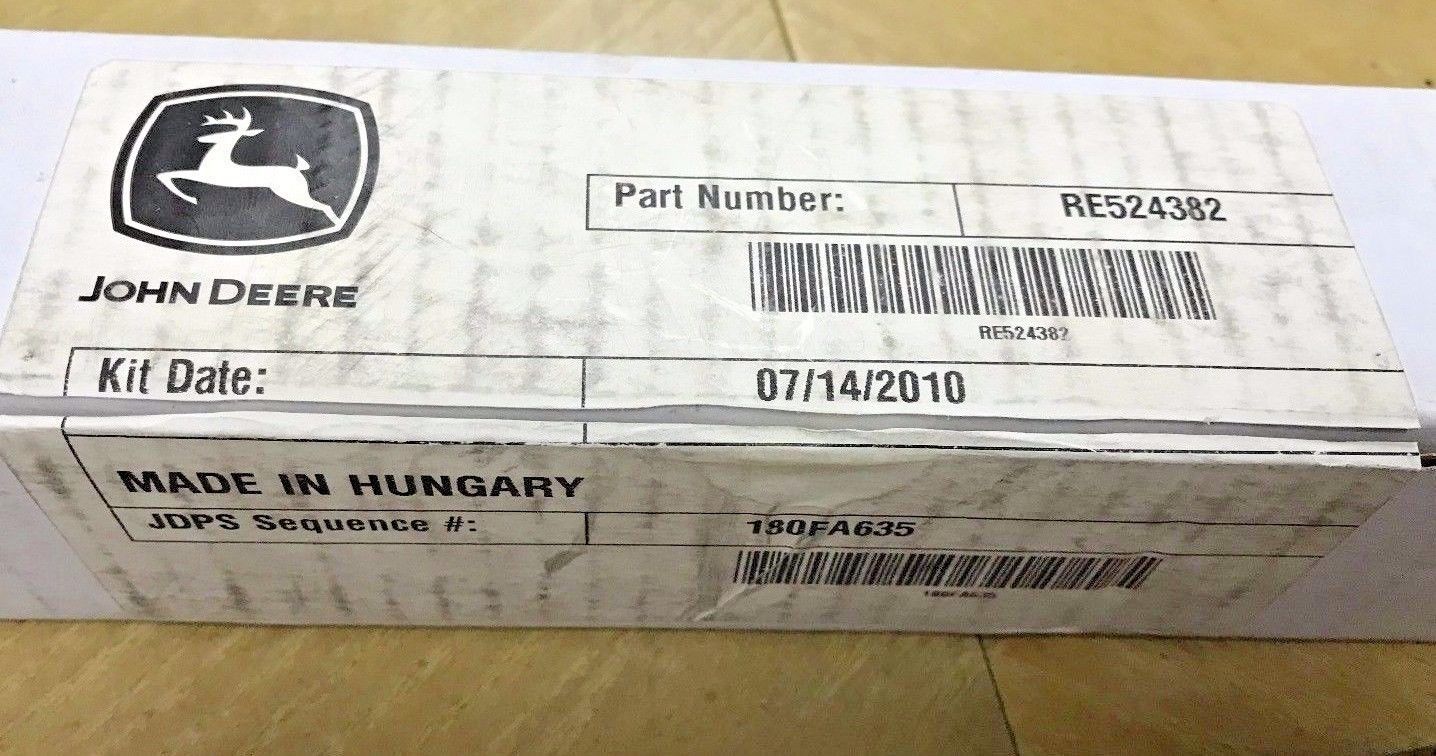 JOHN DEERE
Part Number: RE524382
RE524382
Kit Date: 07/14/2010
MADE IN HUNGARY
JDPS Sequence #: 180FA635